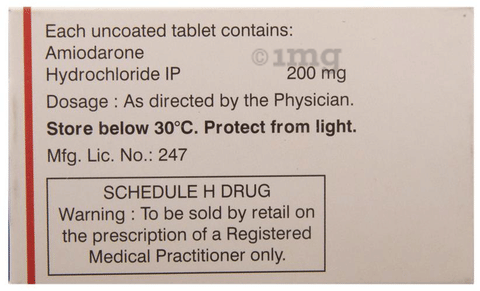 Each uncoated tablet contains:
Amiodarone
©1mg
Hydrochloride IP 200 mg
Dosage : As directed by the Physician.
Store below 30°C. Protect from light.
Mfg. Lic. No.: 247
SCHEDULE H DRUG
Warning : To be sold by retail on
the prescription of a Registered
Medical Practitioner only.